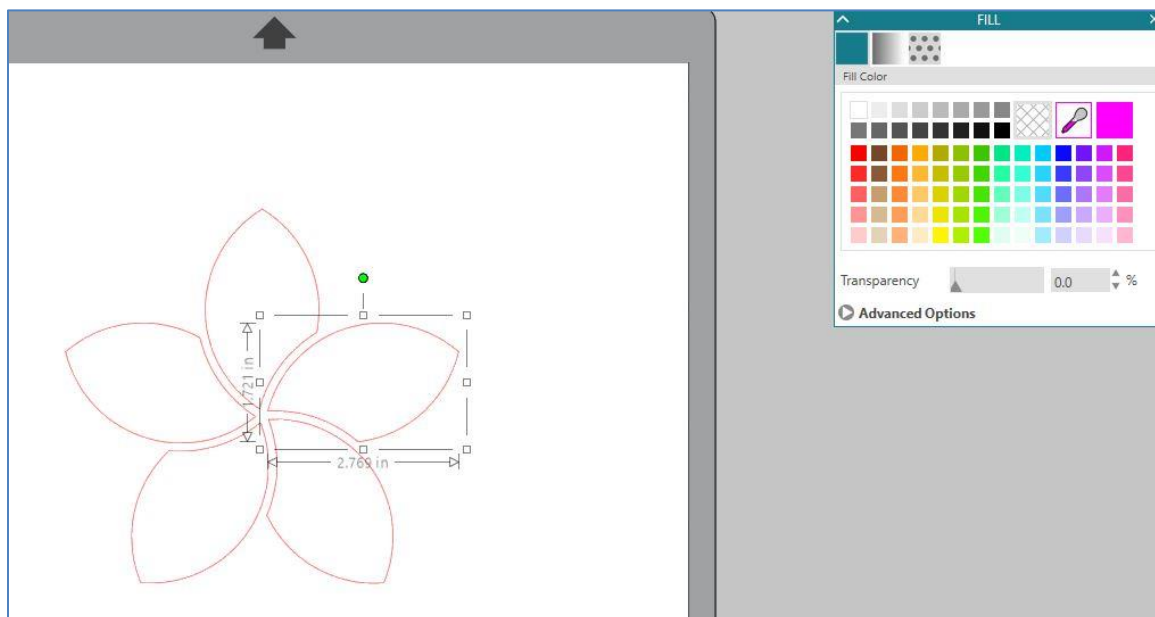 FILL
Fill Color
1.721 in
2.769 in
Transparency
0.0
%
Advanced Options